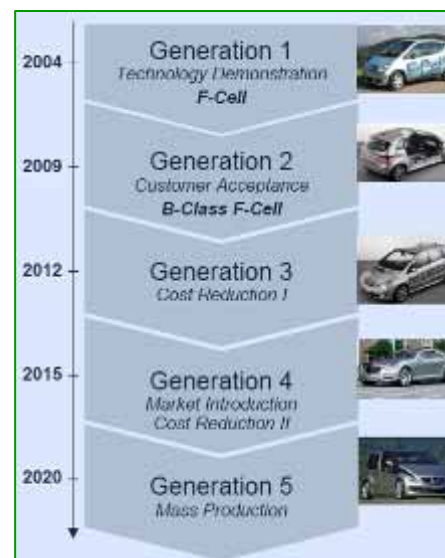 2004
Generation 1
Technology Demonstration
F-Cell
F-Cell
2009
Generation 2
Customer Acceptance
B-Class F-Cell
2012
Generation 3
Cost Reduction I
2015
Generation 4
Market Introduction
Cost Reduction II
2020
Generation 5
Mass Production